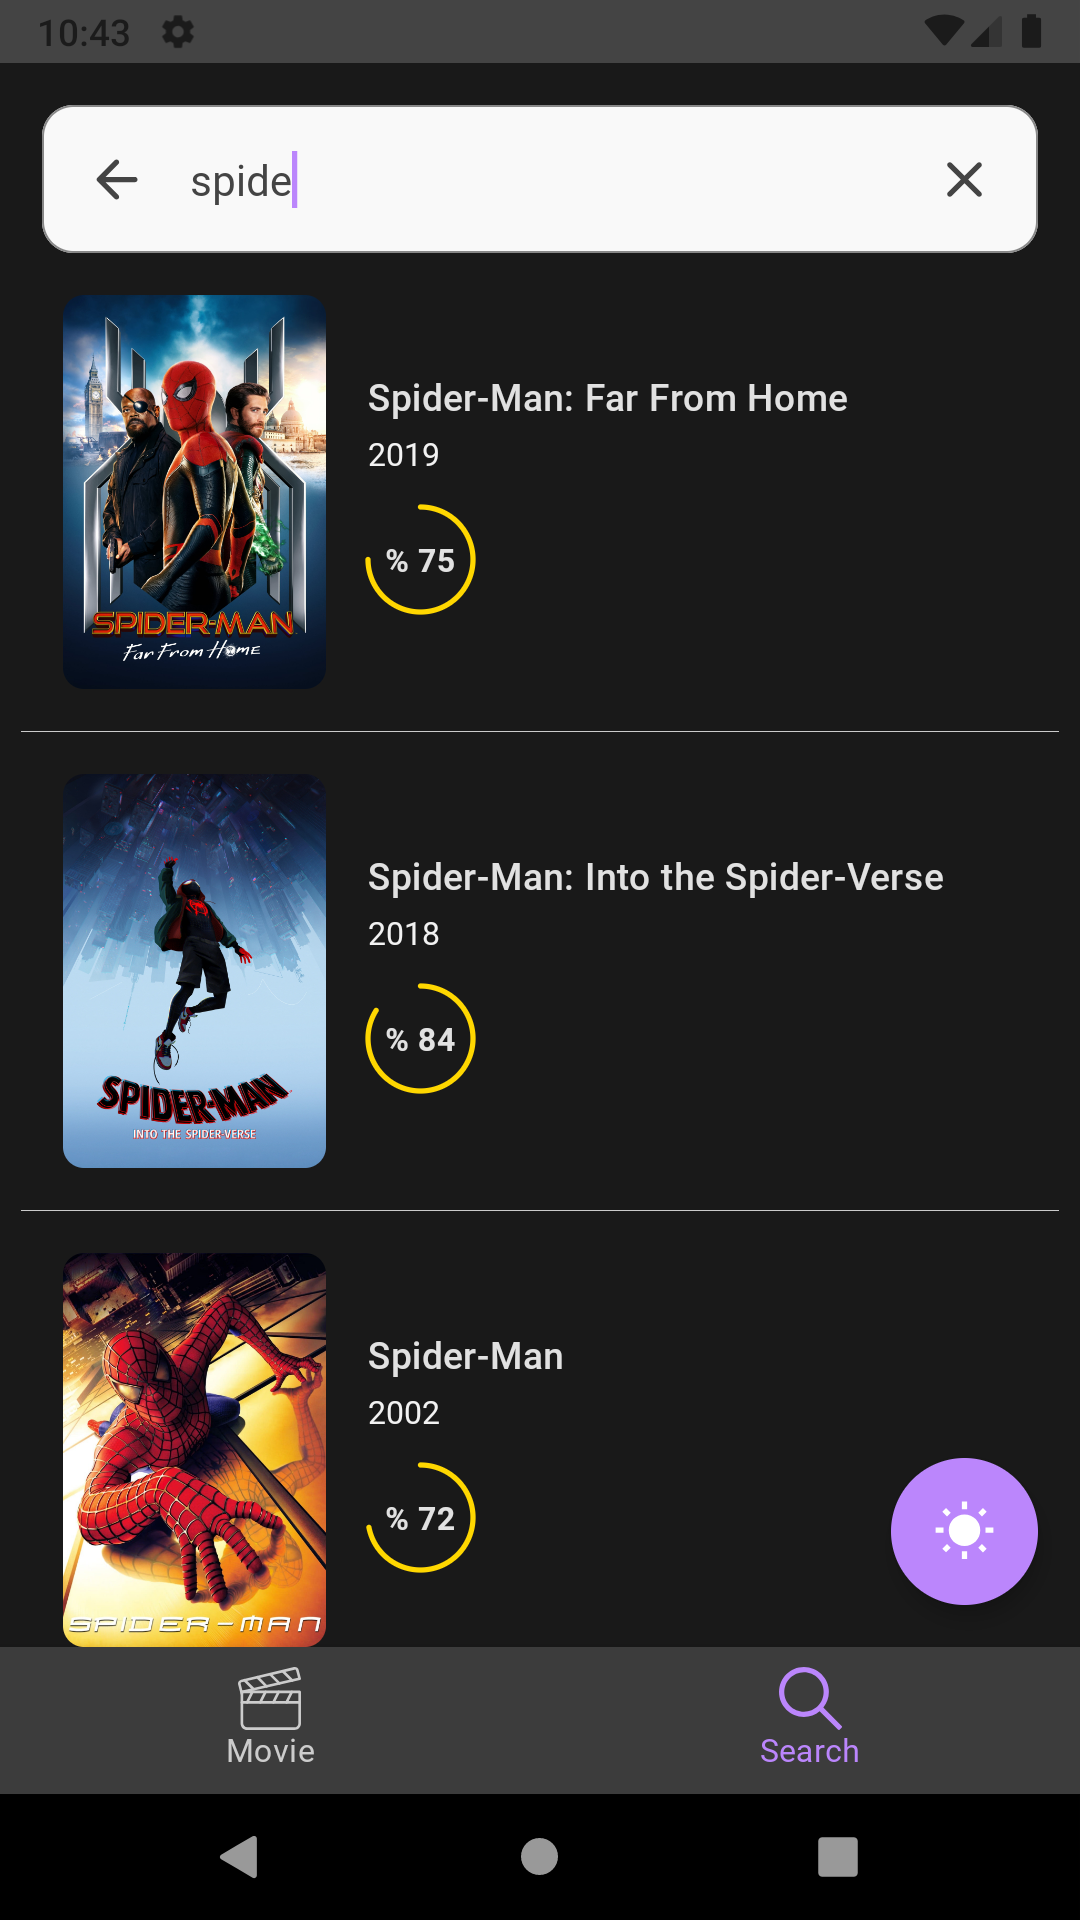 10:43
spide
SPIDER-MAN
Far From Home
Spider-Man: Far From Home
2019
% 75
SPIDER-MAN
INTO THE SPIDER-VERSE
Spider-Man: Into the Spider-Verse
2018
% 84
SPIDER-MAN
Spider-Man
2002
% 72
Movie
Search